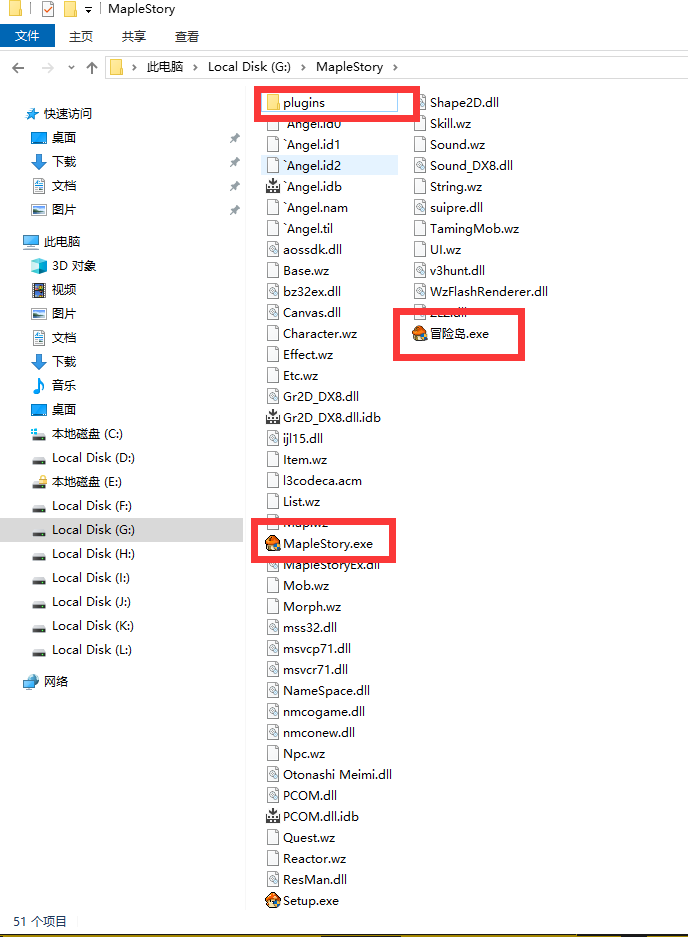 MapleStory
文件 主页 共享 查看
此电脑 Local Disk (G:) MapleStory
快速访问
桌面
下载
文档
图片
此电脑
3D 对象
视频
图片
文档
下载
音乐
桌面
本地磁盘 (C:)
Local Disk (D:)
本地磁盘 (E:)
Local Disk (F:)
Local Disk (G:)
Local Disk (H:)
Local Disk (I:)
Local Disk (J:)
Local Disk (K:)
Local Disk (L:)
网络
plugins
`Angel.id0
`Angel.id1
`Angel.id2
`Angel.idb
`Angel.nam
`Angel.til
aossdk.dll
Base.wz
bz32ex.dll
Canvas.dll
Character.wz
Effect.wz
Etc.wz
Gr2D_DX8.dll
Gr2D_DX8.dll.idb
ijl15.dll
Item.wz
l3codeca.acm
List.wz
Map.wz
MapleStory.exe
MapleStoryEx.dll
Mob.wz
Morph.wz
mss32.dll
msvcp71.dll
msvcr71.dll
NameSpace.dll
nmcogame.dll
nmconew.dll
Npc.wz
Otonashi Meimi.dll
PCOM.dll
PCOM.dll.idb
Quest.wz
Reactor.wz
ResMan.dll
Setup.exe
Shape2D.dll
Skill.wz
Sound.wz
Sound_DX8.dll
String.wz
suipre.dll
TamingMob.wz
UI.wz
v3hunt.dll
WzFlashRenderer.dll
ZLZ.dll
冒险岛.exe
51 个项目